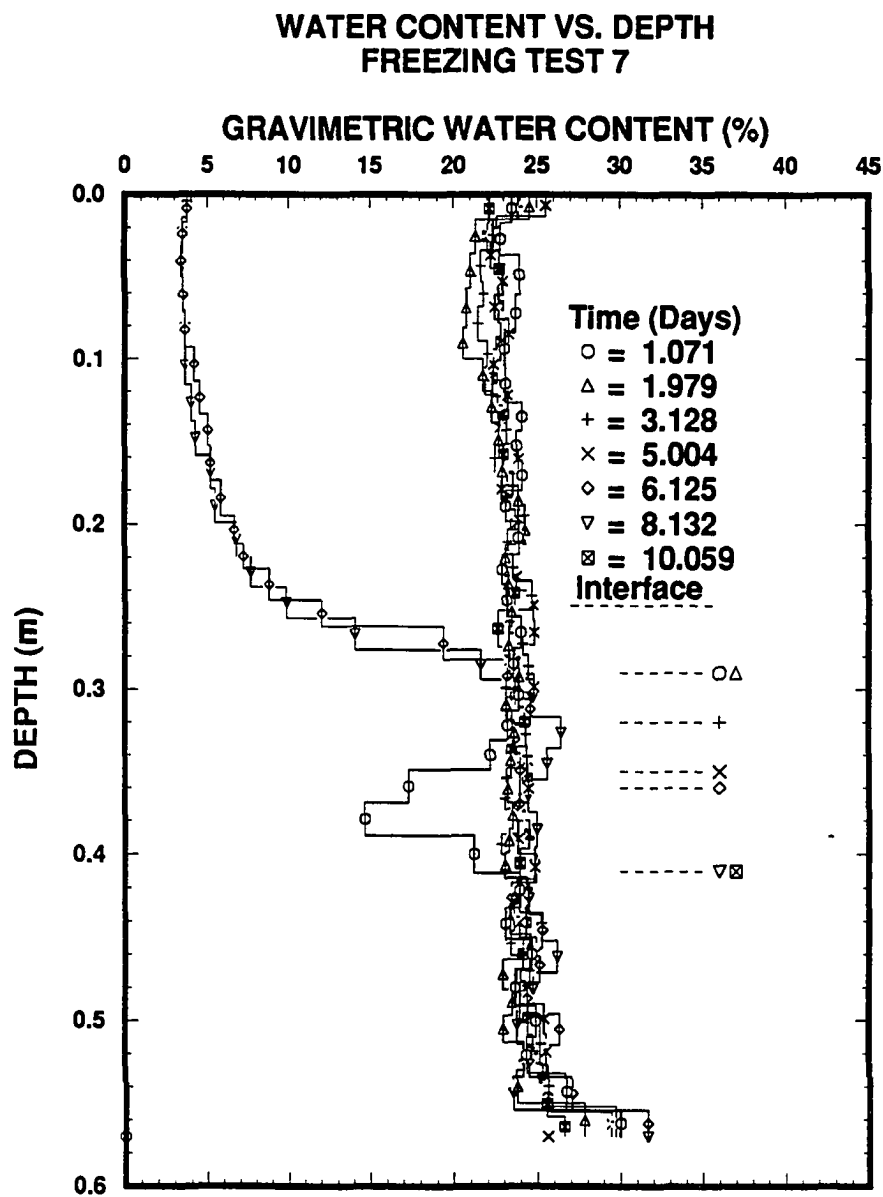 WATER CONTENT VS. DEPTH
FREEZING TEST 7
GRAVIMETRIC WATER CONTENT (%)
0 5 10 15 20 25 30 35 40 45
DEPTH (m)
0.0
0.1
0.2
0.3
0.4
0.5
0.6
Time (Days)
= 1.071
= 1.979
= 3.128
= 5.004
= 6.125
= 8.132
= 10.059
Interface